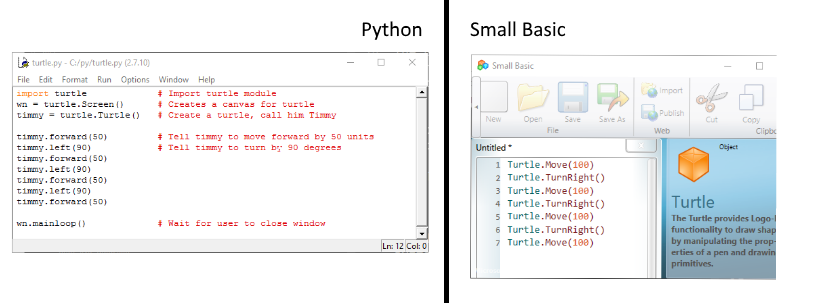 Python
turtle.py - C:/py/turtle.py (2.7.10)
File Edit Format Run Options Window Help
import turtle # Import turtle module
wn = turtle.Screen() # Creates a canvas for turtle
timmy = turtle.Turtle() # Create a turtle, call him Timmy
timmy.forward(50) # Tell timmy to move forward by 50 units
timmy.left(90) # Tell timmy to turn by 90 degrees
timmy.forward(50)
timmy.left(90)
timmy.forward(50)
timmy.left(90)
timmy.forward(50)
wn.mainloop() # Wait for user to close window
Ln: 12 Col: 0
Small Basic
Small Basic
New Open Save Save As Import Publish Cut Copy
File Web Clipbo
Untitled *
1 Turtle.Move(100)
2 Turtle.TurnRight()
3 Turtle.Move(100)
4 Turtle.TurnRight()
5 Turtle.Move(100)
6 Turtle.TurnRight()
7 Turtle.Move(100)
Object
Turtle
The Turtle provides Logo-l
functionality to draw shap
by manipulating the prop-
erties of a pen and drawin
primitives.